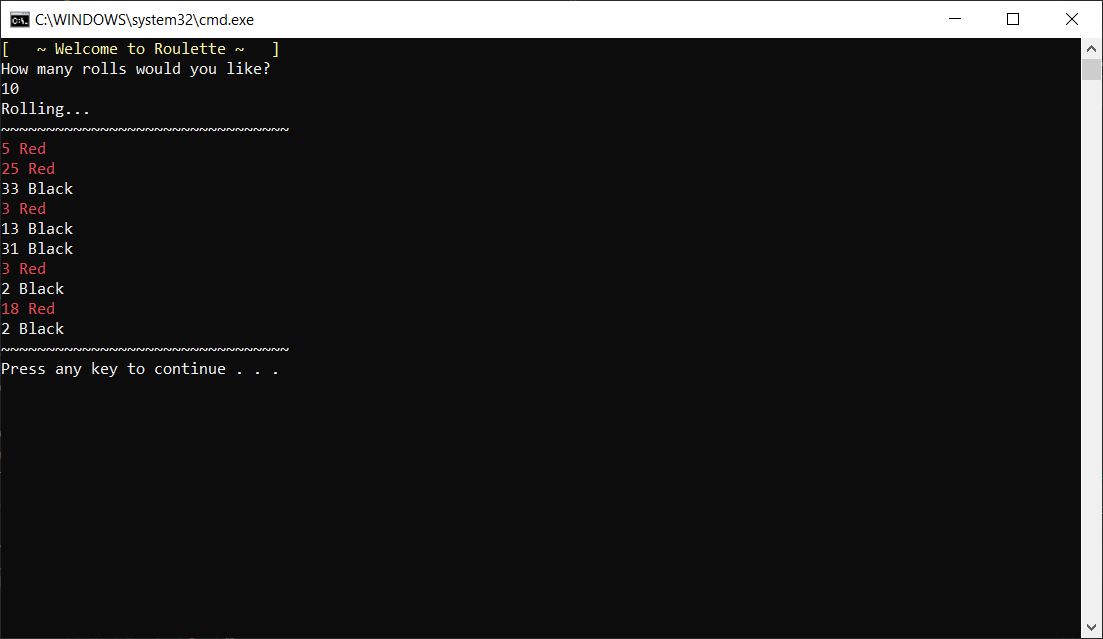 C:\WINDOWS\system32\cmd.exe
[   ~ Welcome to Roulette ~   ]
How many rolls would you like?
10
Rolling...
~~~~~~~~~~~~~~~~~~~~~~~~~~~~~~~~
5 Red
25 Red
33 Black
3 Red
13 Black
31 Black
3 Red
2 Black
18 Red
2 Black
~~~~~~~~~~~~~~~~~~~~~~~~~~~~~~~~
Press any key to continue . . .